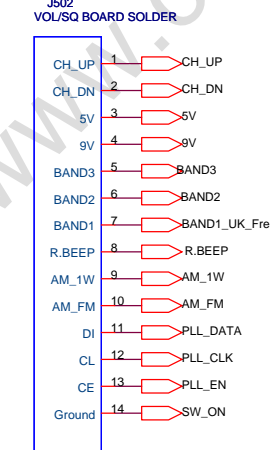 J502
VOL/SQ BOARD SOLDER
CH_UP 1 CH_UP
CH_DN 2 CH_DN
5V 3 5V
9V 4 9V
BAND3 5 BAND3
BAND2 6 BAND2
BAND1 7 BAND1_UK_Fre
R.BEEP 8 R.BEEP
AM_1W 9 AM_1W
AM_FM 10 AM_FM
DI 11 PLL_DATA
CL 12 PLL_CLK
CE 13 PLL_EN
Ground 14 SW_ON
www.c